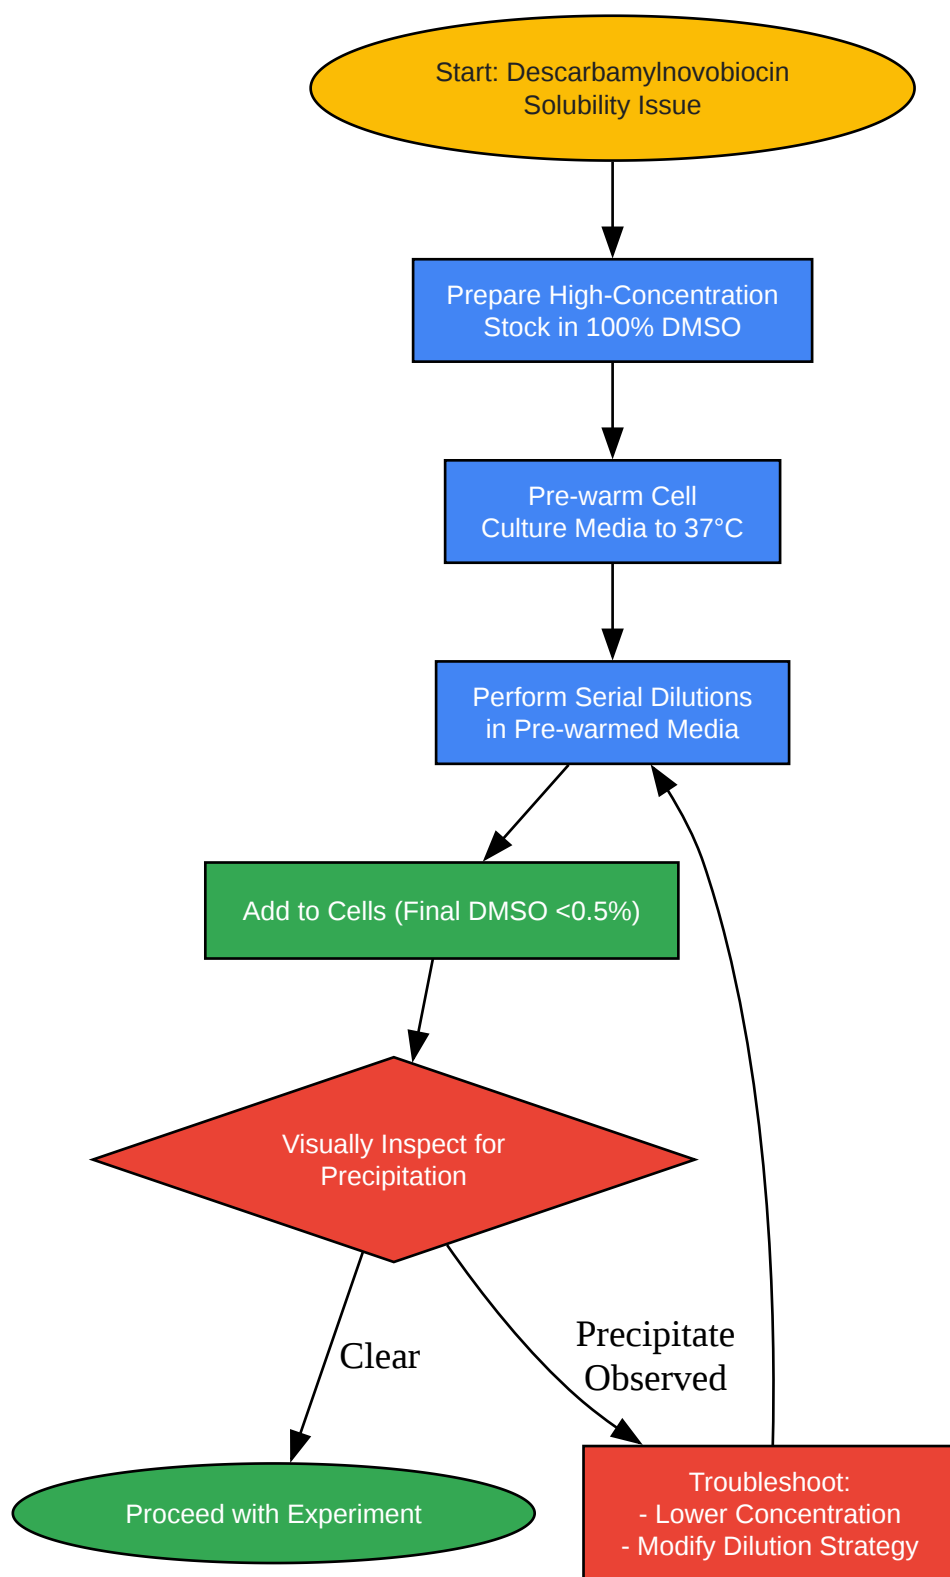 Start: Descarbamylnovobiocin
Solubility Issue
Prepare High-Concentration
Stock in 100% DMSO
Pre-warm Cell
Culture Media to 37°C
Perform Serial Dilutions
in Pre-warmed Media
Add to Cells (Final DMSO <0.5%)
Visually Inspect for
Precipitation
Clear
Precipitate
Observed
Proceed with Experiment
Troubleshoot:
- Lower Concentration
- Modify Dilution Strategy